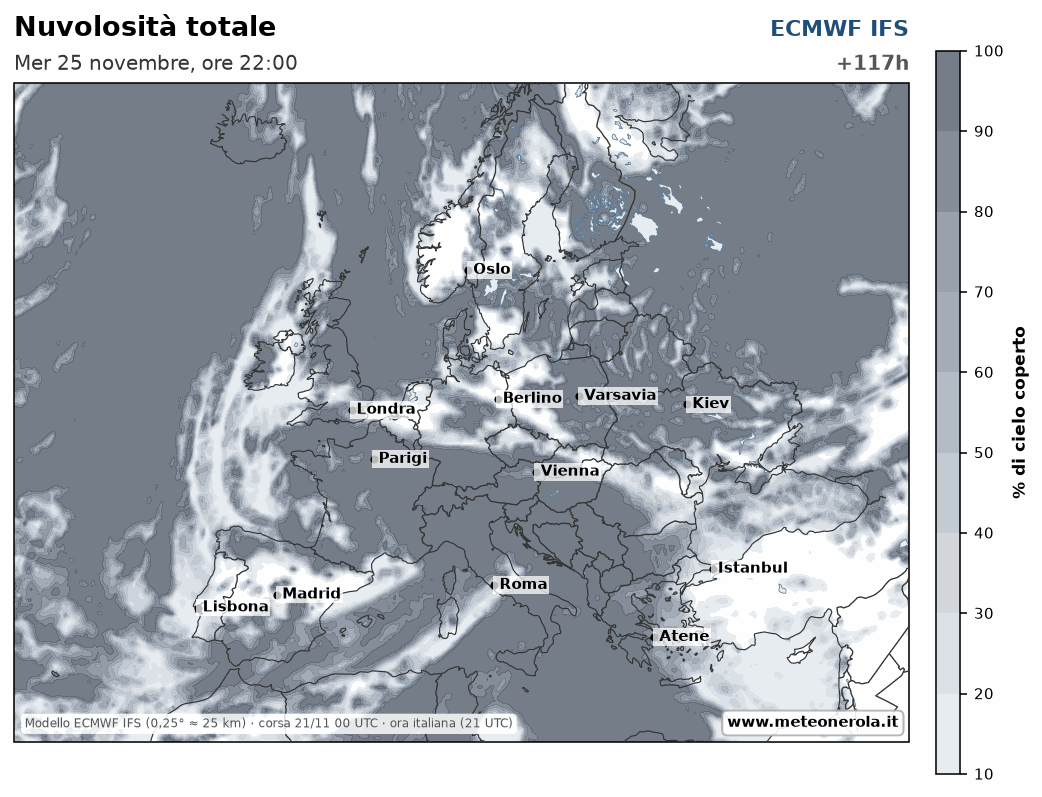 Nuvolosità totale
ECMWF IFS
Mer 25 novembre, ore 22:00
+117h
100
90
80
70
60
50
40
30
20
10
% di cielo coperto
Oslo
Londra
Berlino
Varsavia
Kiev
Parigi
Vienna
Istanbul
Roma
Madrid
Lisbona
Atene
Modello ECMWF IFS (0,25° ≈ 25 km) · corsa 21/11 00 UTC · ora italiana (21 UTC)
www.meteonerola.it